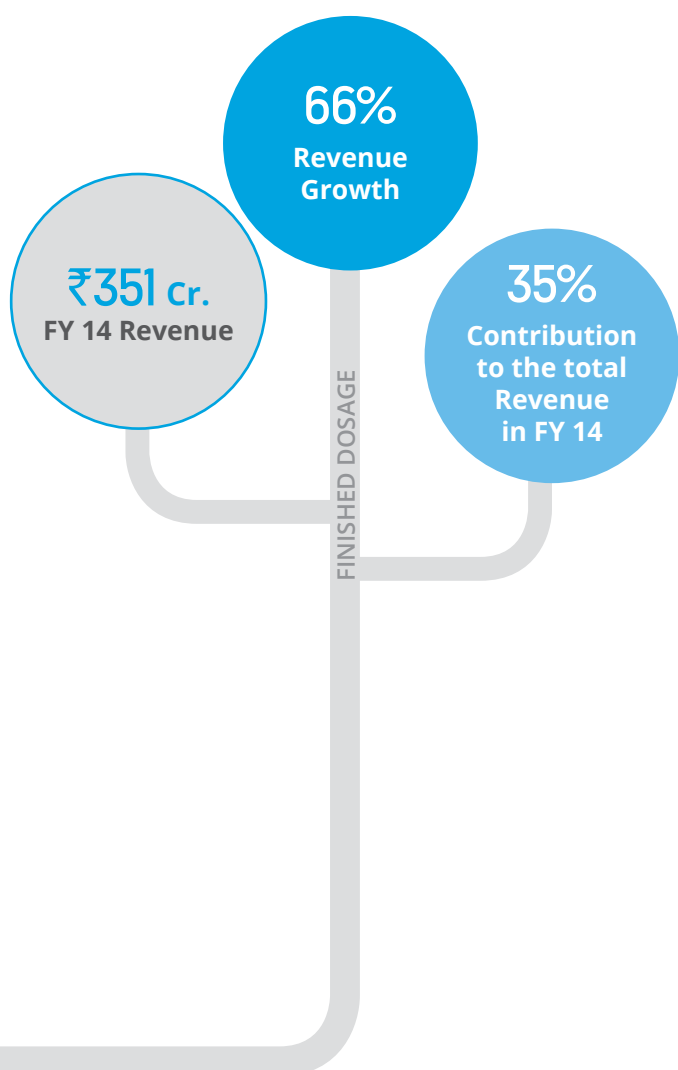 66%
Revenue
Growth
₹351 Cr.
FY 14 Revenue
35%
Contribution
to the total
Revenue
in FY 14
FINISHED DOSAGE